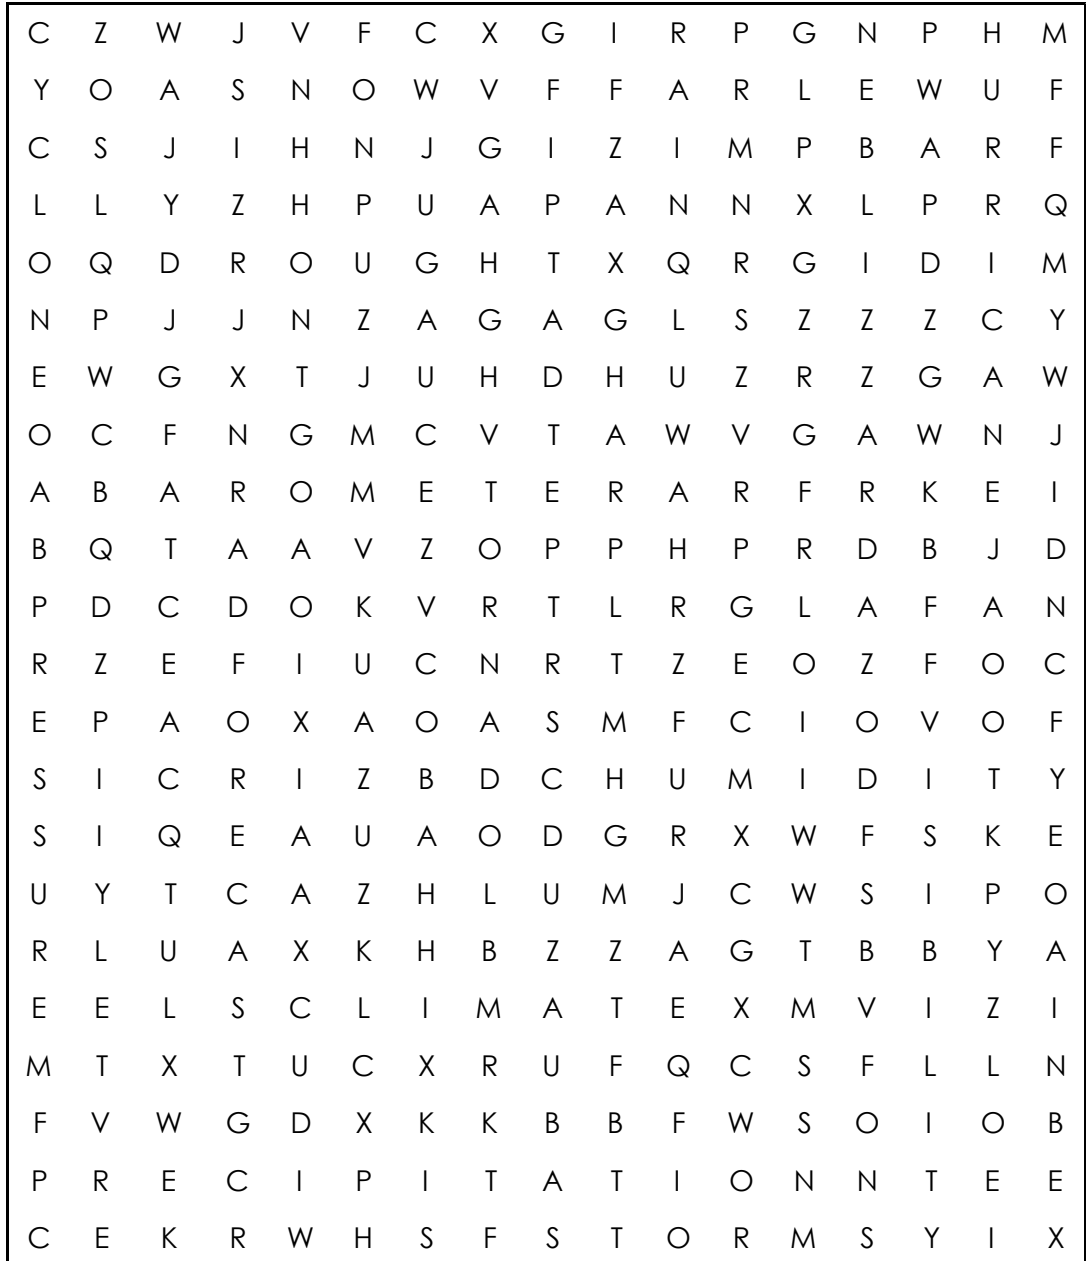 C Z W J V F C X G I R P G N P H M
Y O A S N O W V F F A R L E W U F
C S J I H N J G I Z I M P B A R F
L L Y Z H P U A P A N N X L P R Q
O Q D R O U G H T X Q R G I D I M
N P J J N Z A G A G L S Z Z Z C Y
E W G X T J U H D H U Z R Z G A W
O C F N G M C V T A W V G A W N J
A B A R O M E T E R A R F R K E I
B Q T A A V Z O P P H P R D B J D
P D C D O K V R T L R G L A F A N
R Z E F I U C N R T Z E O Z F O C
E P A O X A O A S M F C I O V O F
S I C R I Z B D C H U M I D I T Y
S I Q E A U A O D G R X W F S K E
U Y T C A Z H L U M J C W S I P O
R L U A X K H B Z Z A G T B B Y A
E E L S C L I M A T E X M V I Z I
M T X T U C X R U F Q C S F L L N
F V W G D X K K B B F W S O I O B
P R E C I P I T A T I O N N T E E
C E K R W H S F S T O R M S Y I X